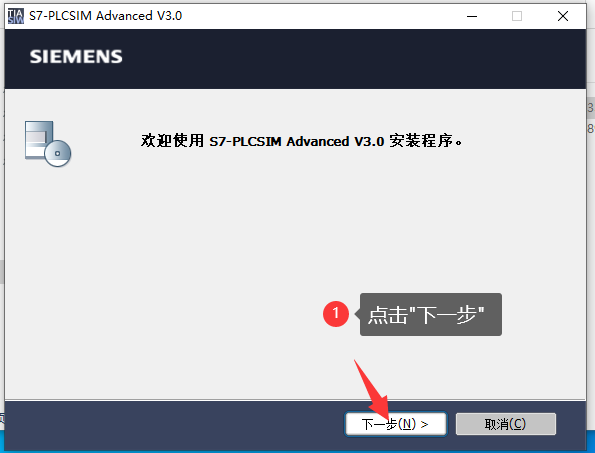 S7-PLCSIM Advanced V3.0
SIEMENS
欢迎使用 S7-PLCSIM Advanced V3.0 安装程序。
1 点击"下一步"
下一步(N) >
取消(C)